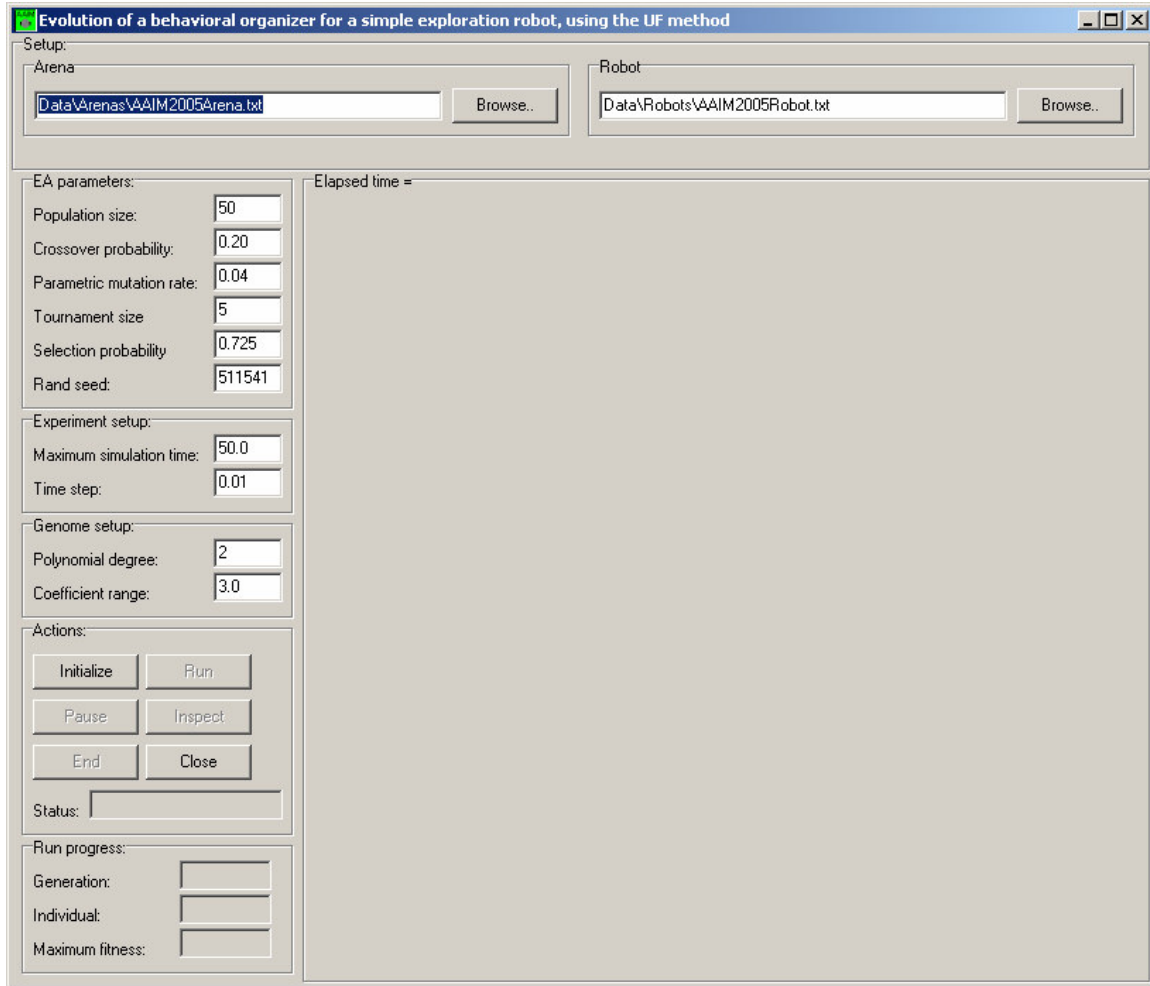 Evolution of a behavioral organizer for a simple exploration robot, using the UF method
Setup:
Arena
Data\Arenas\AAIM2005Arena.txt
Browse..
Robot
Data\Robots\AAIM2005Robot.txt
Browse..
EA parameters:
Population size: 50
Crossover probability: 0.20
Parametric mutation rate: 0.04
Tournament size 5
Selection probability 0.725
Rand seed: 511541
Experiment setup:
Maximum simulation time: 50.0
Time step: 0.01
Genome setup:
Polynomial degree: 2
Coefficient range: 3.0
Actions:
Initialize Run
Pause Inspect
End Close
Status:
Run progress:
Generation:
Individual:
Maximum fitness:
Elapsed time =